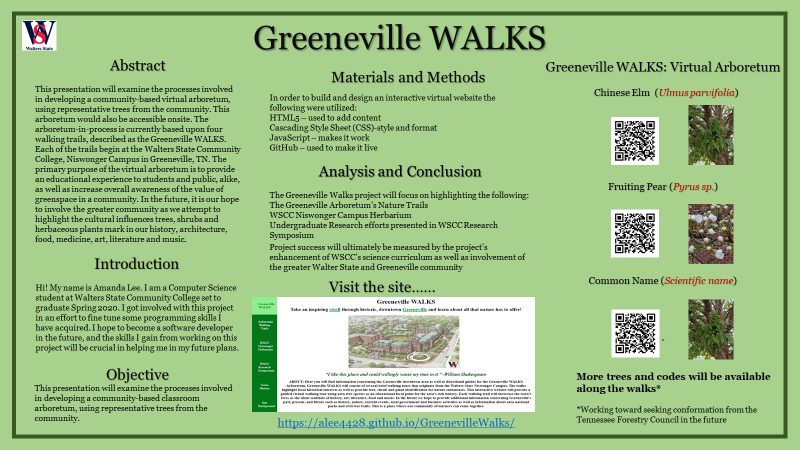 Walters State
Greeneville WALKS
Abstract
This presentation will examine the processes involved
in developing a community-based virtual arboretum,
using representative trees from the community. This
arboretum would also be accessible onsite. The
arboretum-in-process is currently based upon four
walking trails, described as the Greeneville WALKS.
Each of the trails begin at the Walters State Community
College, Niswonger Campus in Greeneville, TN. The
primary purpose of the virtual arboretum is to provide
an educational experience to students and public, alike,
as well as increase overall awareness of the value of
greenspace in a community. In the future, it is our hope
to involve the greater community as we attempt to
highlight the cultural influences trees, shrubs and
herbaceous plants mark in our history, architecture,
food, medicine, art, literature and music.
Introduction
Hi! My name is Amanda Lee. I am a Computer Science
student at Walters State Community College set to
graduate Spring 2020. I got involved with this project
in an effort to fine tune some programming skills I
have acquired. I hope to become a software developer
in the future, and the skills I gain from working on this
project will be crucial in helping me in my future plans.
Objective
This presentation will examine the processes involved
in developing a community-based classroom
arboretum, using representative trees from the
community.
Materials and Methods
In order to build and design an interactive virtual website the
following were utilized:
HTML5 – used to add content
Cascading Style Sheet (CSS)-style and format
JavaScript – makes it work
GitHub – used to make it live
Analysis and Conclusion
The Greeneville Walks project will focus on highlighting the following:
The Greeneville Arboretum's Nature Trails
WSCC Niswonger Campus Herbarium
Undergraduate Research efforts presented in WSCC Research
Symposium
Project success will ultimately be measured by the project's
enhancement of WSCC's science curriculum as well as involvement of
the greater Walter State and Greeneville community
Visit the site......
Greeneville WALKS
Take an inspiring stroll through historic, downtown Greeneville and learn about all that nature has to offer!
Greeneville
WALKS
"I like this place and could willingly waste my time in it." -William Shakespeare
https://alee4428.github.io/GreenevilleWalks/
Greeneville WALKS: Virtual Arboretum
Chinese Elm (Ulmus parvifolia)
Fruiting Pear (Pyrus sp.)
Common Name (Scientific name)
More trees and codes will be available
along the walks*
*Working toward seeking conformation from the
Tennessee Forestry Council in the future